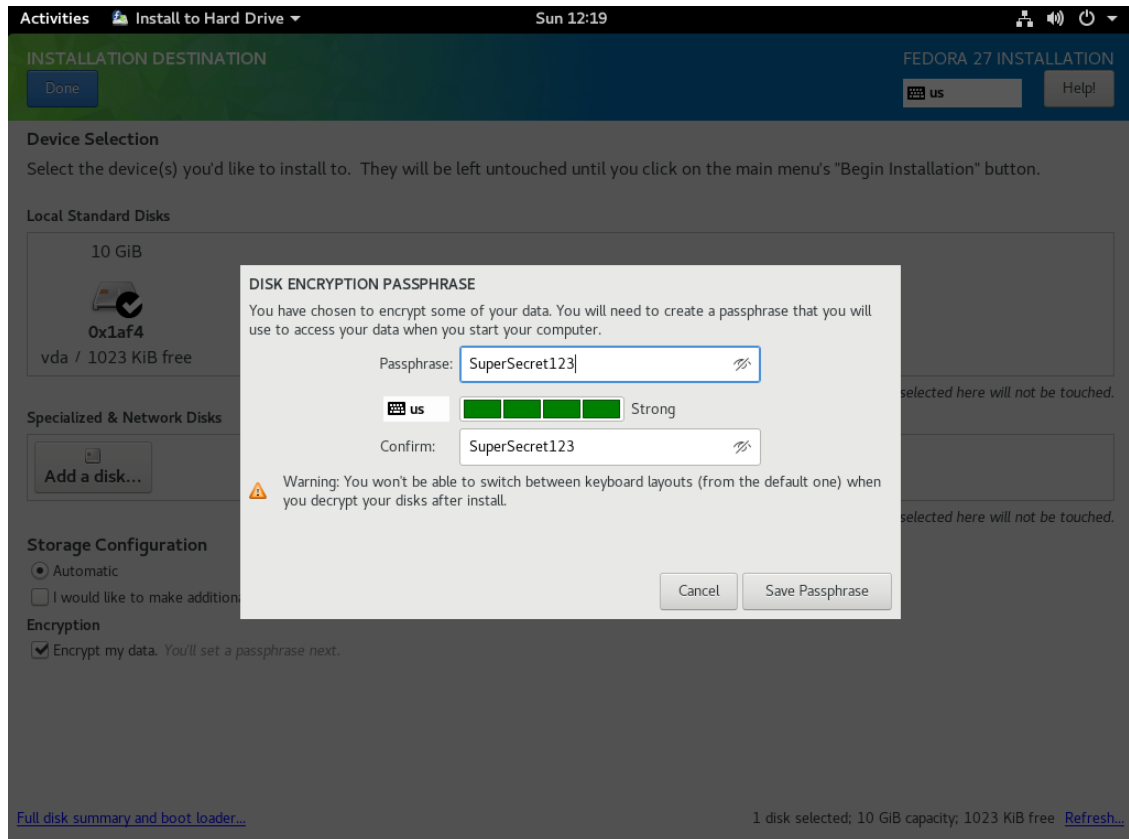 Activities Install to Hard Drive Sun 12:19
INSTALLATION DESTINATION FEDORA 27 INSTALLATION
Done us Help!
Device Selection
Select the device(s) you'd like to install to. They will be left untouched until you click on the main menu's "Begin Installation" button.
Local Standard Disks
10 GiB
0x1af4
vda / 1023 KiB free
selected here will not be touched.
Specialized & Network Disks
Add a disk...
selected here will not be touched.
Storage Configuration
Automatic
I would like to make addition
Encryption
Encrypt my data. You'll set a passphrase next.
DISK ENCRYPTION PASSPHRASE
You have chosen to encrypt some of your data. You will need to create a passphrase that you will
use to access your data when you start your computer.
Passphrase: SuperSecret123
us Strong
Confirm: SuperSecret123
Warning: You won't be able to switch between keyboard layouts (from the default one) when
you decrypt your disks after install.
Cancel Save Passphrase
Full disk summary and boot loader... 1 disk selected; 10 GiB capacity; 1023 KiB free Refresh...